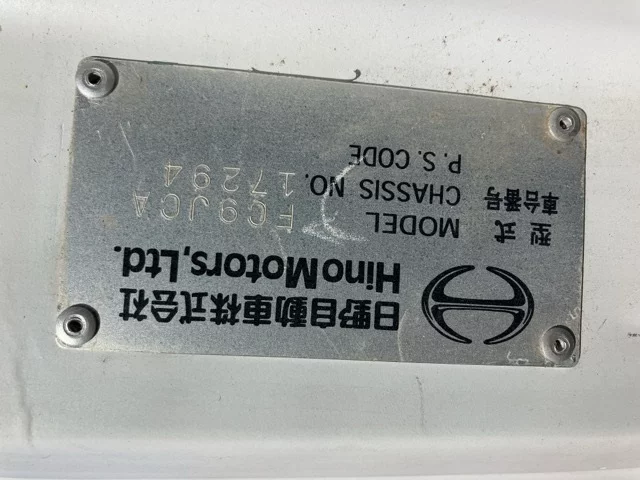 日野自動車株式会社
Hino Motors, Ltd.
型式 MODEL FC9JCA
車台番号 CHASSIS NO. 17294
P. S. CODE